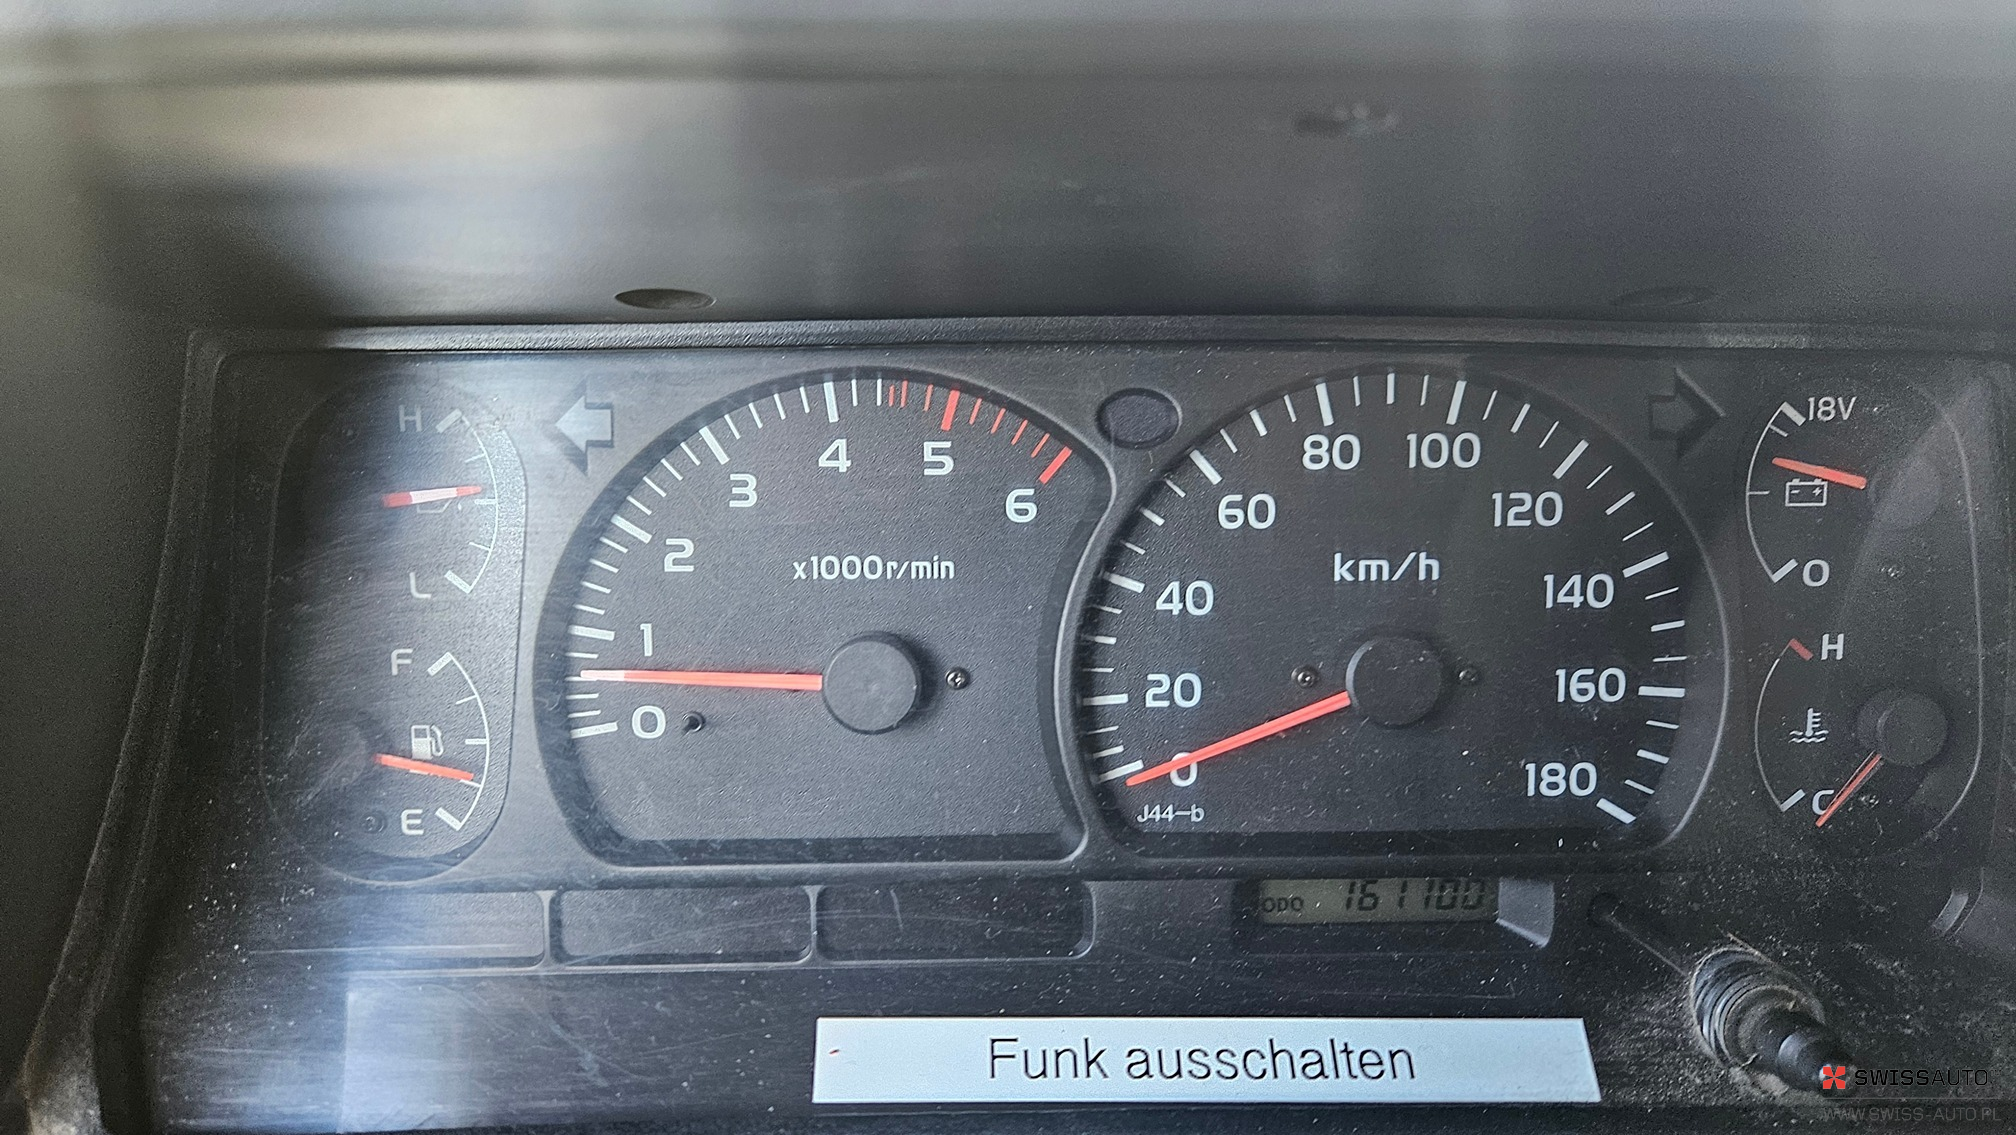 H
L
F
E
0
1
2
3
4
5
6
x1000r/min
0
20
40
60
80
100
120
140
160
180
km/h
J44-b
18V
0
H
C
ODO 161100
Funk ausschalten
SWISSAUTO
WWW.SWISS-AUTO.PL